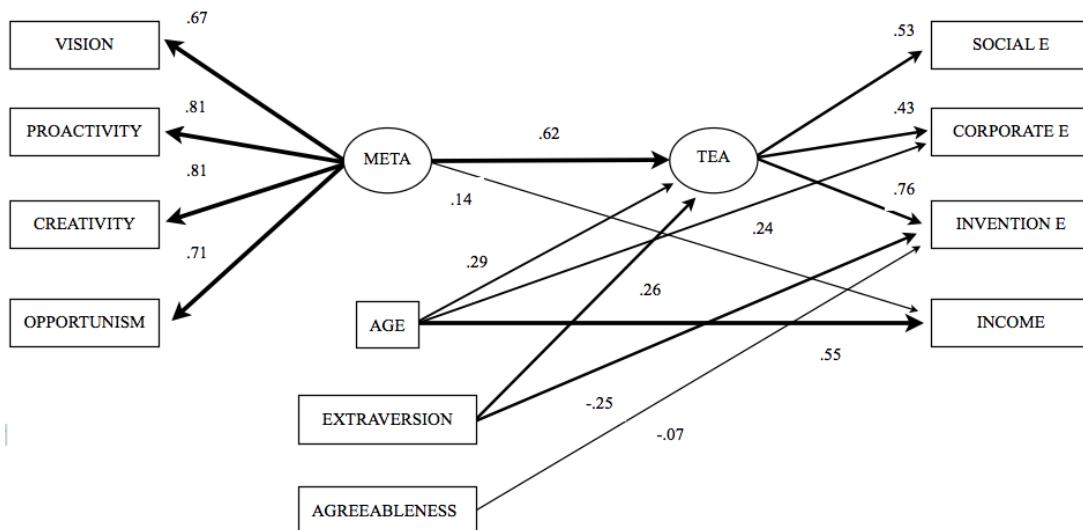 .67
VISION
.53
SOCIAL E
.81
PROACTIVITY
.43
CORPORATE E
.62
META
TEA
.81
.14
.76
CREATIVITY
.24
INVENTION E
.71
.29
.26
OPPORTUNISM
AGE
INCOME
.55
-.25
EXTRAVERSION
-.07
AGREEABLENESS